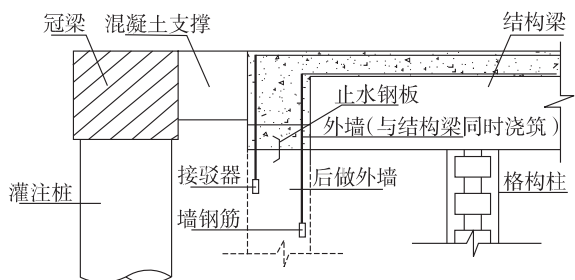 冠梁
混凝土支撑
结构梁
止水钢板
外墙(与结构梁同时浇筑)
接驳器
后做外墙
灌注桩
格构柱
墙钢筋